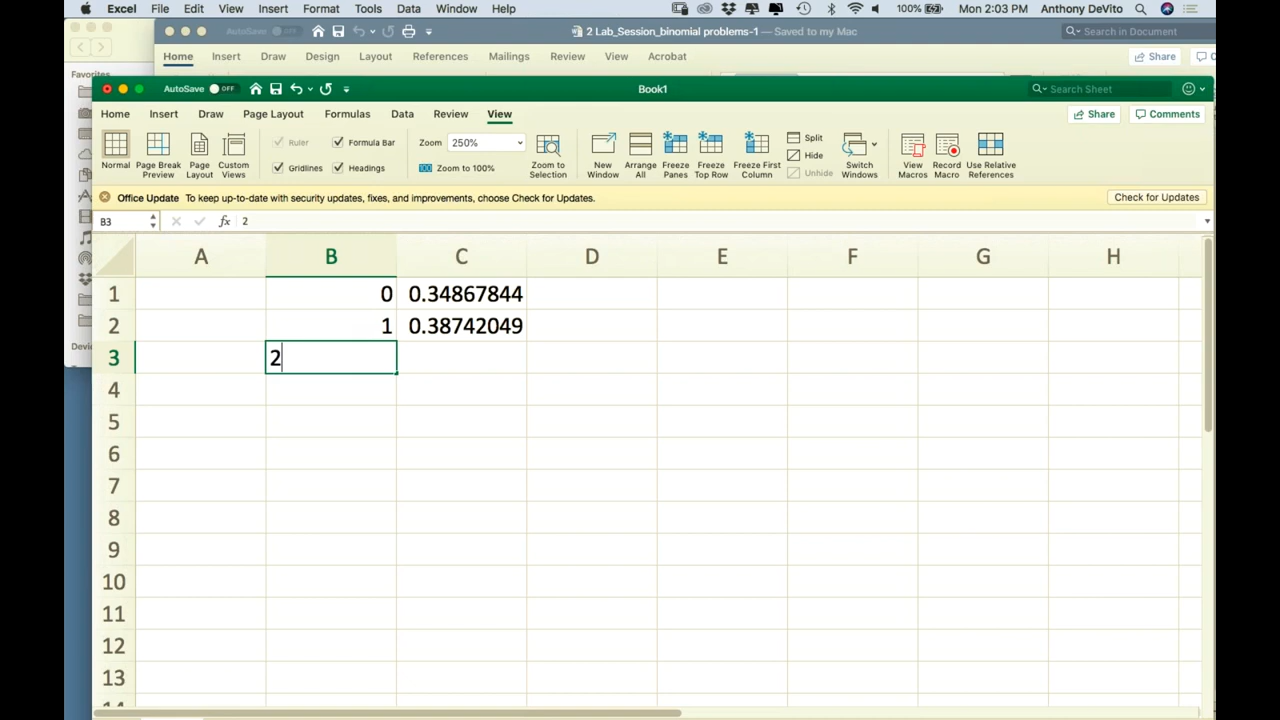 Excel File Edit View Insert Format Tools Data Window Help 100% Mon 2:03 PM Anthony DeVito
AutoSave OFF 2 Lab_Session_binomial problems-1 — Saved to my Mac Search in Document
Home Insert Draw Design Layout References Mailings Review View Acrobat Share
Favorites
AutoSave OFF Book1 Search Sheet
Home Insert Draw Page Layout Formulas Data Review View Share Comments
Ruler Formula Bar Zoom 250% Split
Hide
Gridlines Headings Zoom to 100% Unhide
Normal Page Break Preview Page Layout Custom Views Zoom to Selection New Window Arrange All Freeze Panes Freeze Top Row Freeze First Column Switch Windows View Macros Record Macro Use Relative References
Office Update To keep up-to-date with security updates, fixes, and improvements, choose Check for Updates. Check for Updates
B3 fx 2
A B C D E F G H
1 0 0.34867844
2 1 0.38742049
3 2
Devic
4
5
6
7
8
9
10
11
12
13